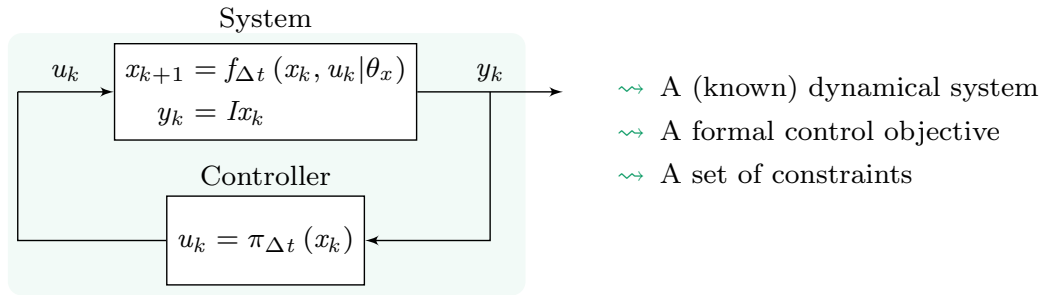 System
u_k
x_{k+1} = f_{Δt} (x_k, u_k|θ_x)
y_k = Ix_k
y_k
Controller
u_k = π_{Δt} (x_k)
⇝ A (known) dynamical system
⇝ A formal control objective
⇝ A set of constraints